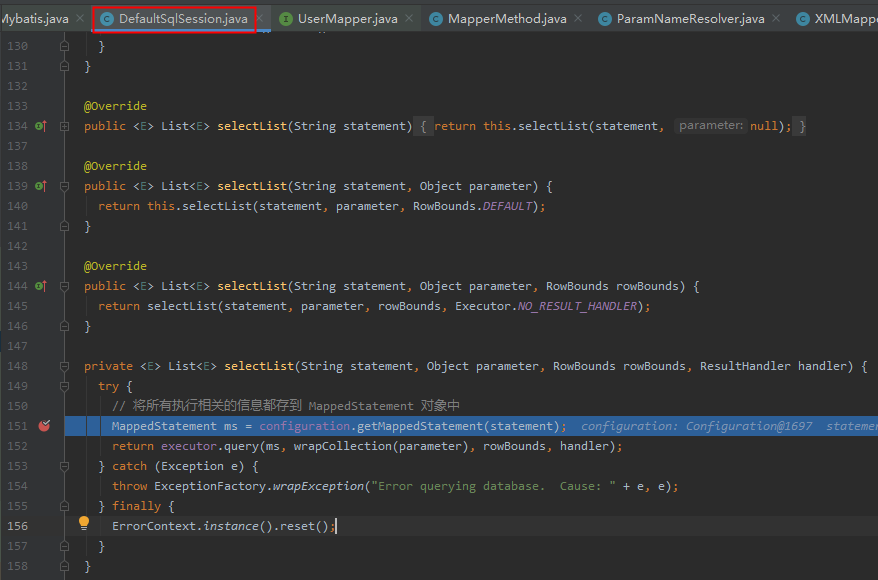 Mybatis.java × DefaultSqlSession.java × UserMapper.java × MapperMethod.java × ParamNameResolver.java × XMLMappe
130 }
131 }
132
133 @Override
134 public <E> List<E> selectList(String statement) { return this.selectList(statement, parameter: null); }
137
138 @Override
139 public <E> List<E> selectList(String statement, Object parameter) {
140 return this.selectList(statement, parameter, RowBounds.DEFAULT);
141 }
142
143 @Override
144 public <E> List<E> selectList(String statement, Object parameter, RowBounds rowBounds) {
145 return selectList(statement, parameter, rowBounds, Executor.NO_RESULT_HANDLER);
146 }
147
148 private <E> List<E> selectList(String statement, Object parameter, RowBounds rowBounds, ResultHandler handler) {
149 try {
150 // 将所有执行相关的信息都存到 MappedStatement 对象中
151 MappedStatement ms = configuration.getMappedStatement(statement); configuration: Configuration@1697 statemen
152 return executor.query(ms, wrapCollection(parameter), rowBounds, handler);
153 } catch (Exception e) {
154 throw ExceptionFactory.wrapException("Error querying database.  Cause: " + e, e);
155 } finally {
156 ErrorContext.instance().reset();
157 }
158 }